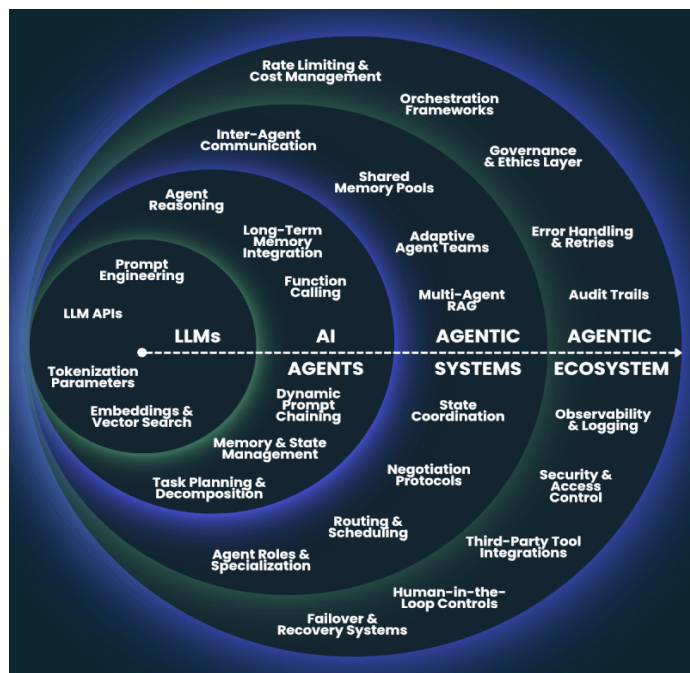 Rate Limiting &
Cost Management
Orchestration
Frameworks
Inter-Agent
Communication
Governance
& Ethics Layer
Shared
Memory Pools
Agent
Reasoning
Long-Term
Memory
Integration
Adaptive
Agent Teams
Error Handling
& Retries
Prompt
Engineering
Function
Calling
Multi-Agent
RAG
Audit Trails
LLM APIs
LLMs
AI
AGENTS
AGENTIC
SYSTEMS
AGENTIC
ECOSYSTEM
Tokenization
Parameters
Embeddings &
Vector Search
Dynamic
Prompt
Chaining
State
Coordination
Observability
& Logging
Memory & State
Management
Task Planning &
Decomposition
Negotiation
Protocols
Security &
Access
Control
Routing &
Scheduling
Third-Party Tool
Integrations
Agent Roles &
Specialization
Human-in-the-
Loop Controls
Failover &
Recovery Systems